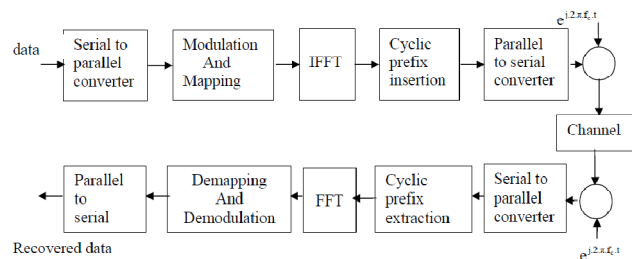 data
Serial to
parallel
converter
Modulation
And
Mapping
IFFT
Cyclic
prefix
insertion
Parallel
to serial
converter
e^j.2.π.fc.t
Channel
Parallel
to
serial
Demapping
And
Demodulation
FFT
Cyclic
prefix
extraction
Serial to
parallel
converter
Recovered data
e^j.2.π.fc.t